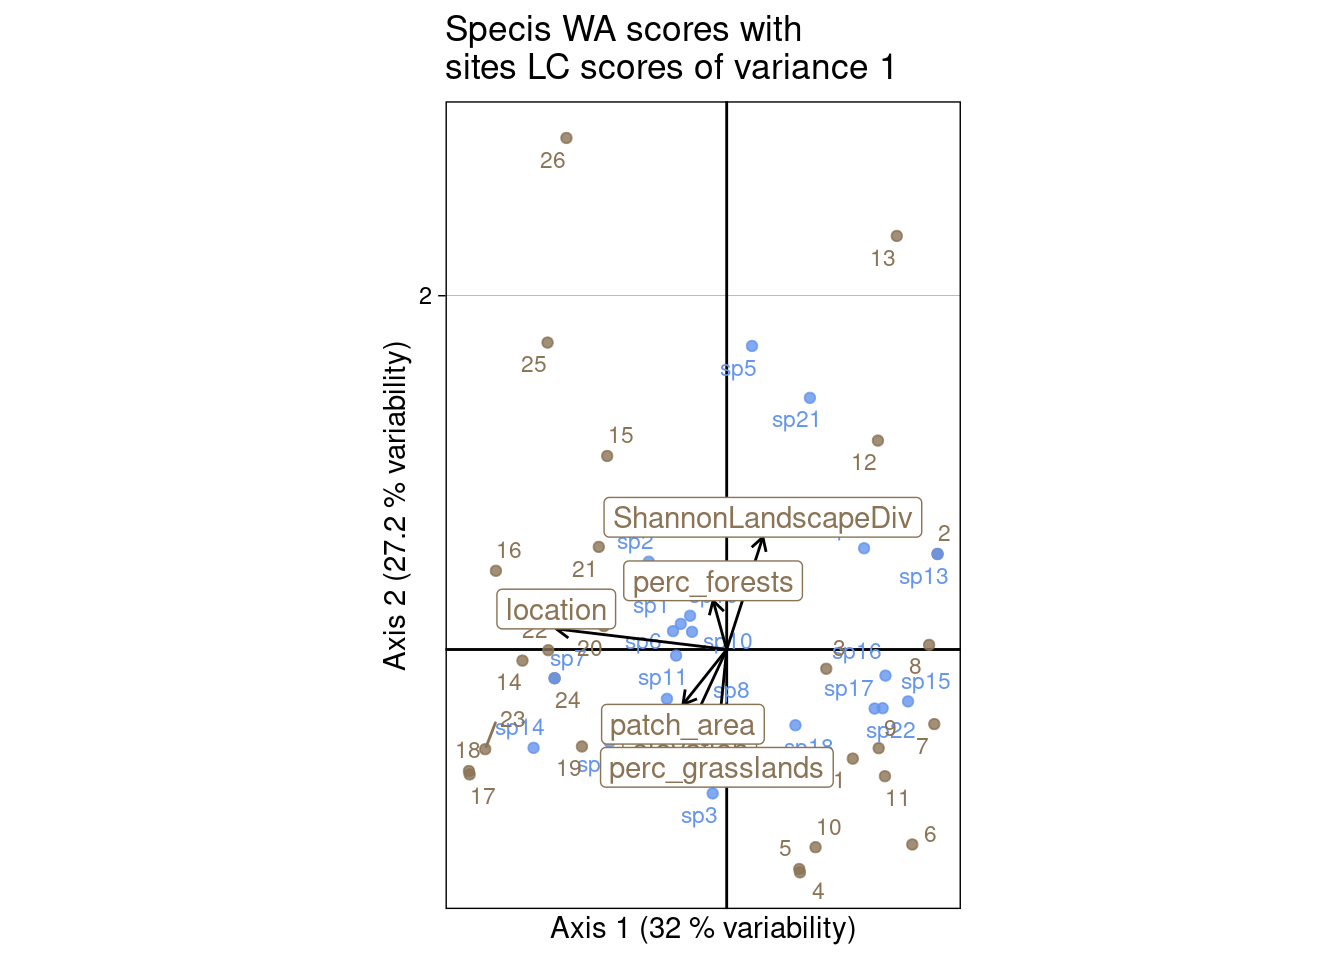 Specis WA scores with
sites LC scores of variance 1
26
13
2
25
sp5
sp21
15
12
ShannonLandscapeDiv
sp2
2
16
21
perc_forests
sp13
location
sp1
22
20
sp6
sp10
3
sp16
sp7
8
14
sp11
sp17
sp15
24
sp8
23
sp14
patch_area
9
sp22
7
18
sp18
19
perc_grasslands
1
17
11
sp3
10
6
5
4
Axis 2 (27.2 % variability)
Axis 1 (32 % variability)